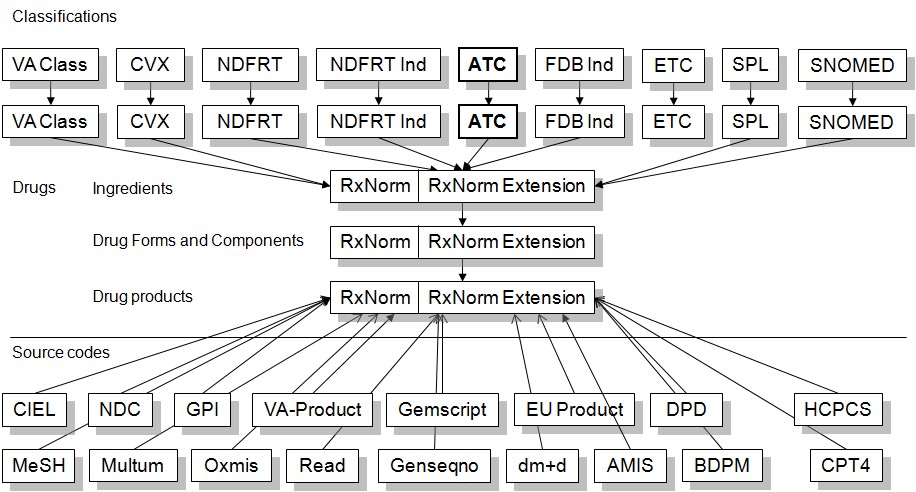 Classifications
VA Class CVX NDFRT NDFRT Ind ATC FDB Ind ETC SPL SNOMED
VA Class CVX NDFRT NDFRT Ind ATC FDB Ind ETC SPL SNOMED
Drugs Ingredients RxNorm RxNorm Extension
Drug Forms and Components RxNorm RxNorm Extension
Drug products RxNorm RxNorm Extension
Source codes
CIEL NDC GPI VA-Product Gemscript EU Product DPD HCPCS
MeSH Multum Oxmis Read Genseqno dm+d AMIS BDPM CPT4